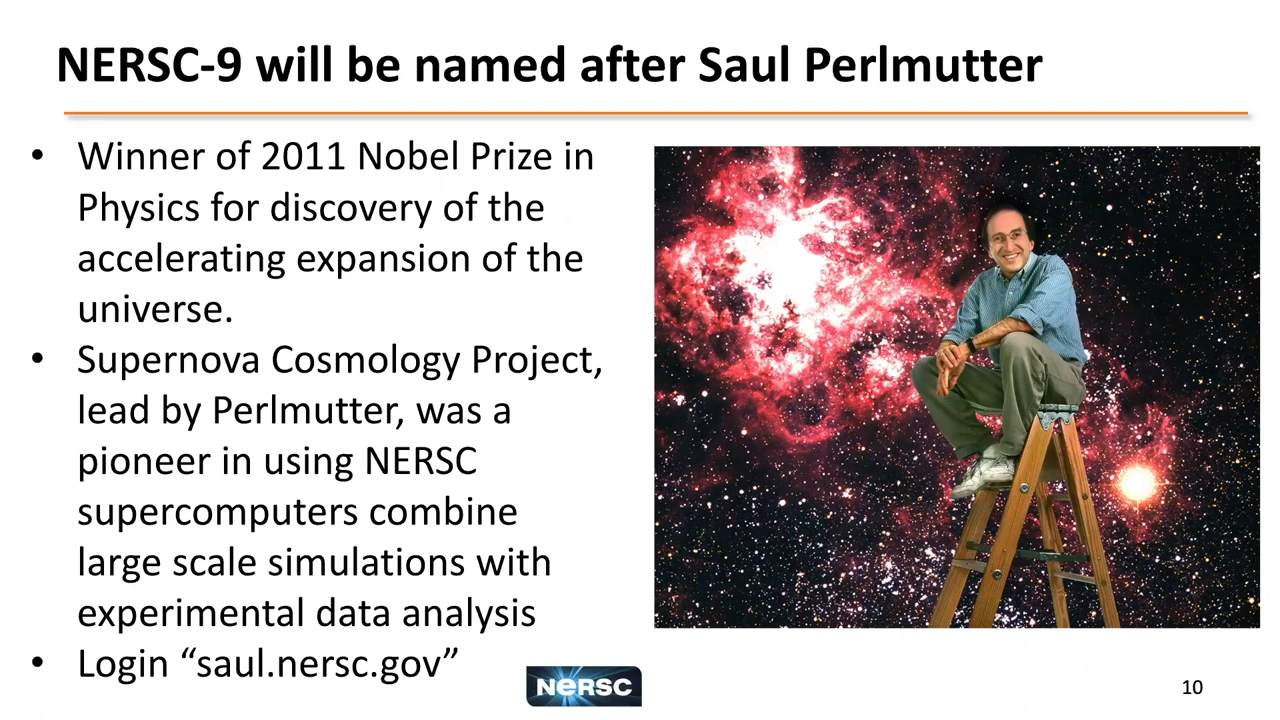 NERSC-9 will be named after Saul Perlmutter
• Winner of 2011 Nobel Prize in
Physics for discovery of the
accelerating expansion of the
universe.
• Supernova Cosmology Project,
lead by Perlmutter, was a
pioneer in using NERSC
supercomputers combine
large scale simulations with
experimental data analysis
• Login “saul.nersc.gov”
NERSC
10